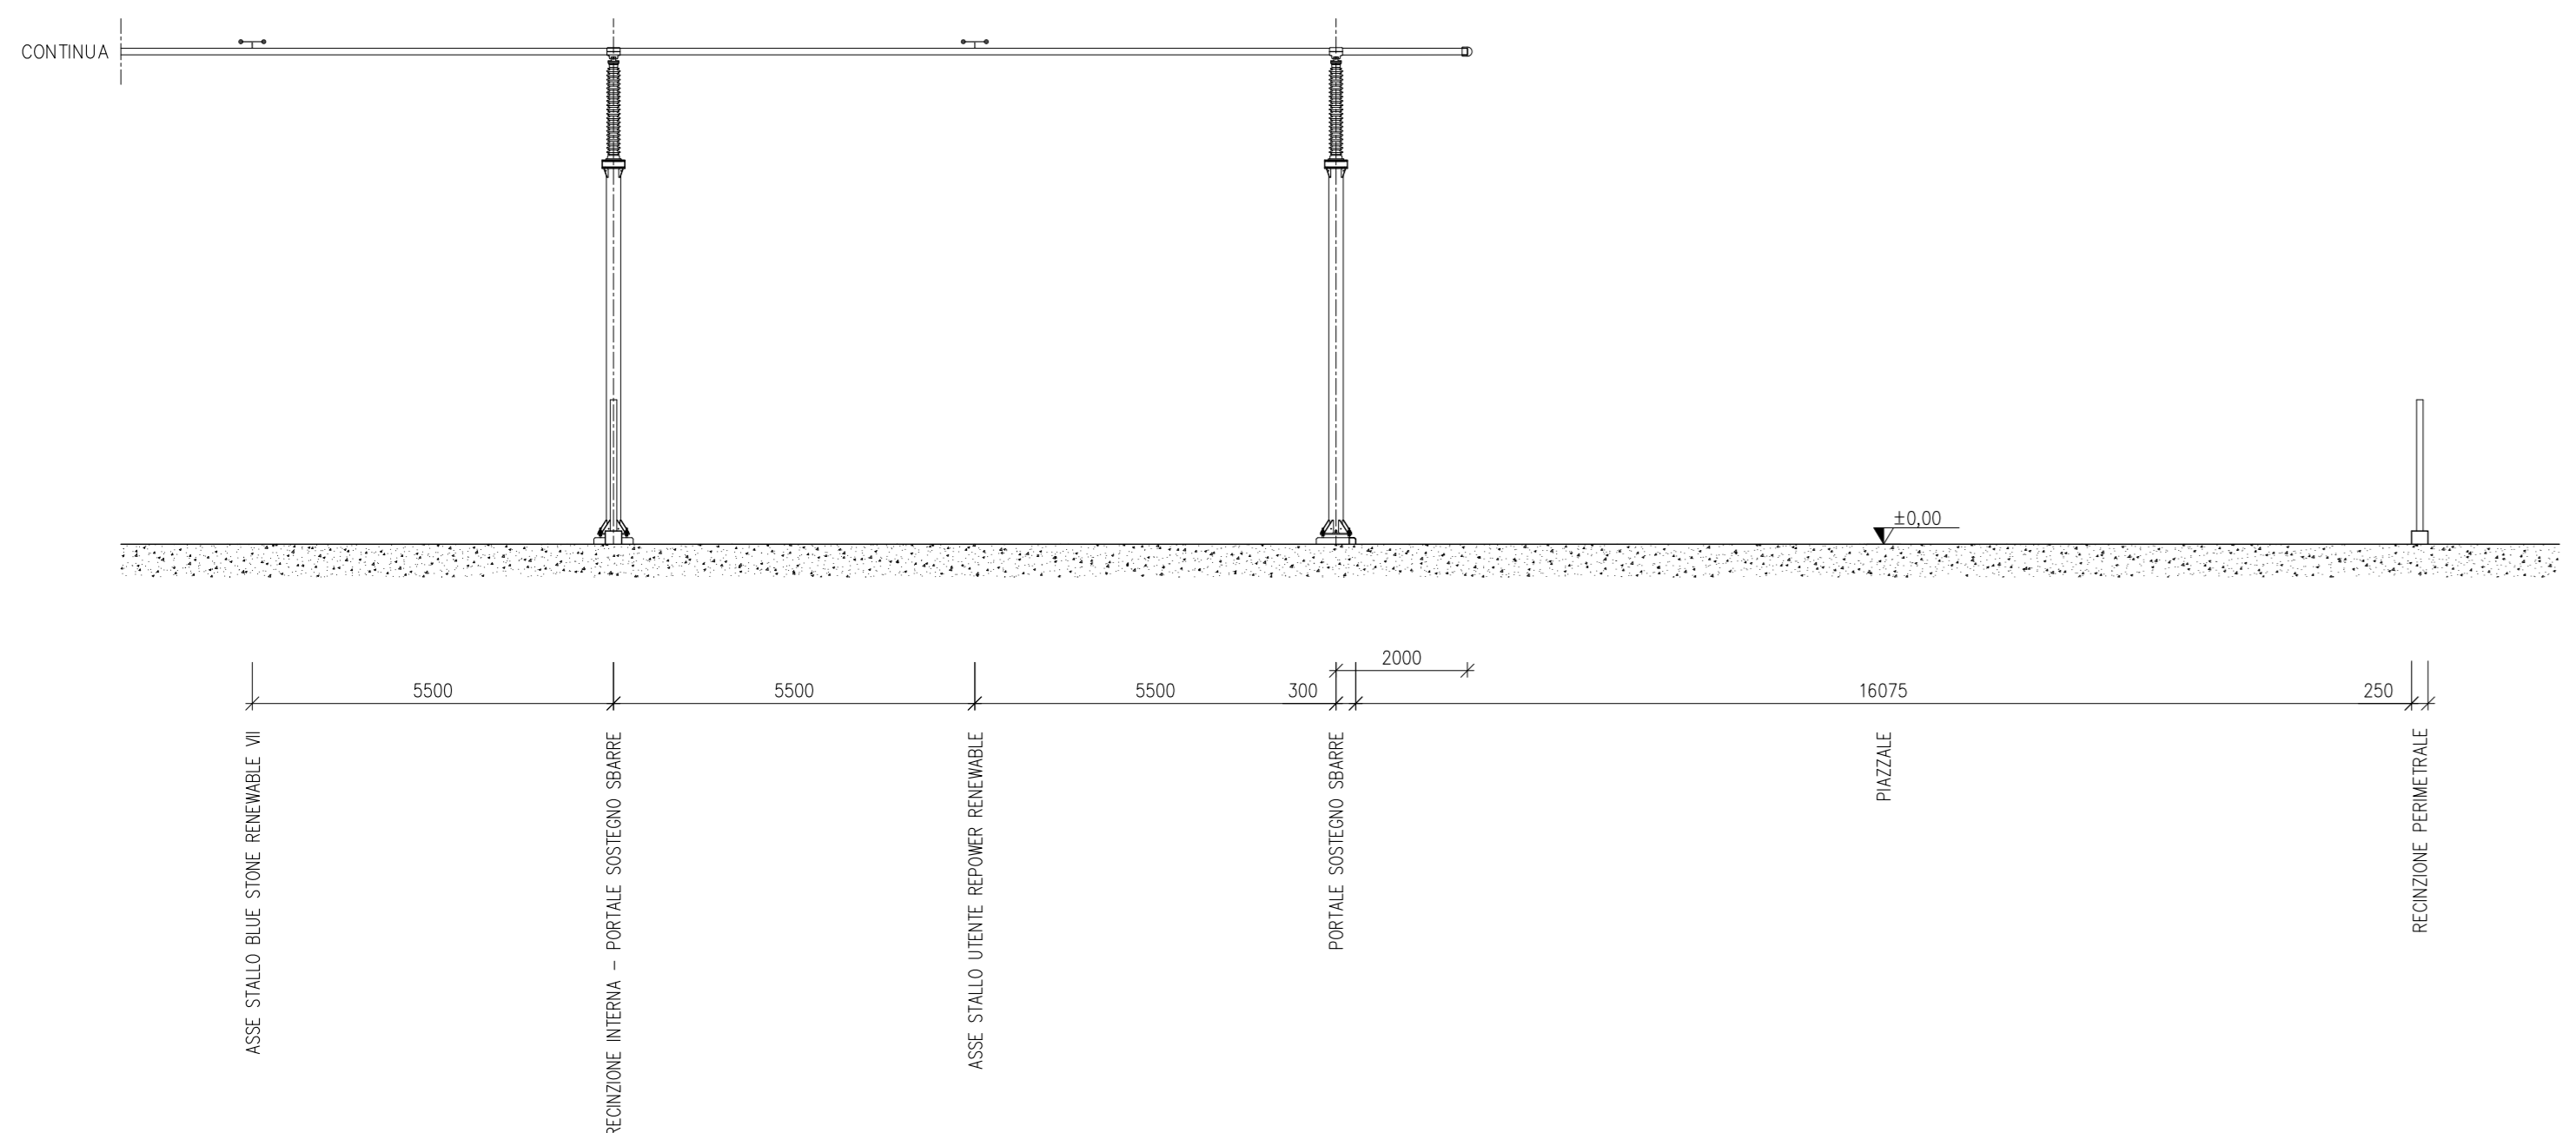 CONTINUA
±0,00
2000
5500
5500
5500
300
16075
250
ASSE STALLO BLUE STONE RENEWABLE VII
RECINZIONE INTERNA - PORTALE SOSTEGNO SBARRE
ASSE STALLO UTENTE REPOWER RENEWABLE
PORTALE SOSTEGNO SBARRE
PIAZZALE
RECINZIONE PERIMETRALE